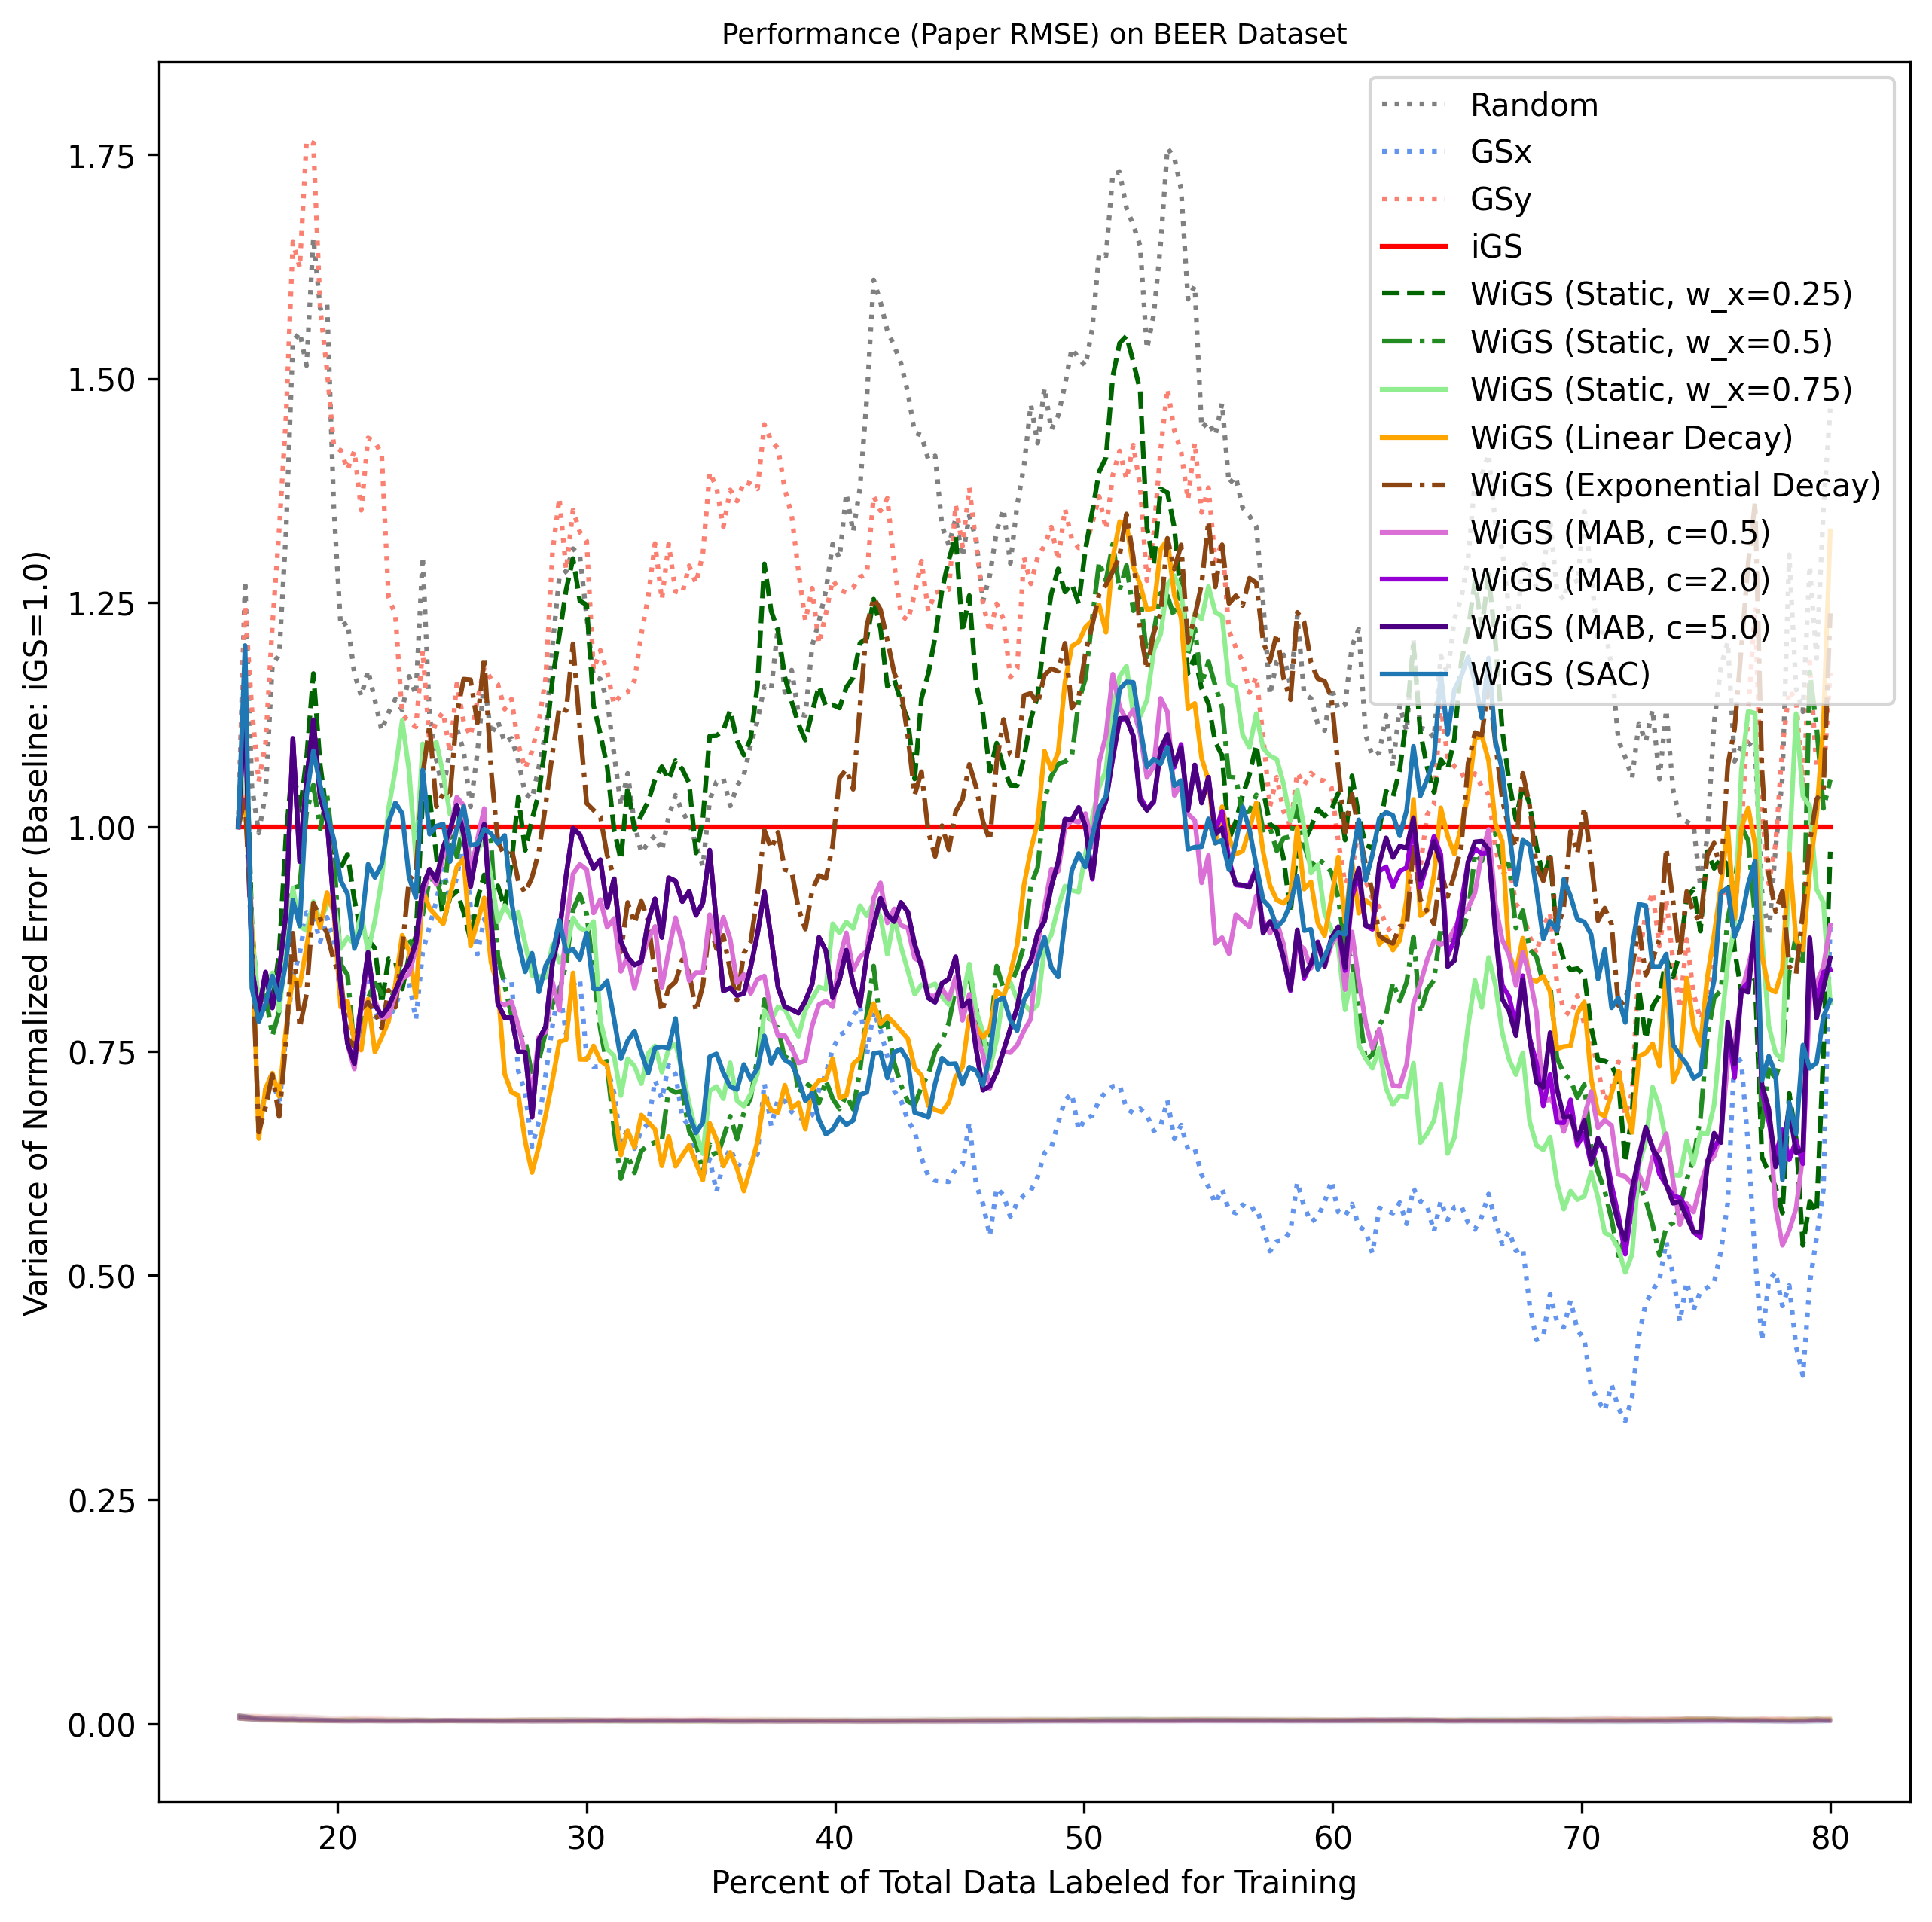 Performance (Paper RMSE) on BEER Dataset
Variance of Normalized Error (Baseline: iGS=1.0)
1.75
1.50
1.25
1.00
0.75
0.50
0.25
0.00
Random
GSx
GSy
iGS
WiGS (Static, w_x=0.25)
WiGS (Static, w_x=0.5)
WiGS (Static, w_x=0.75)
WiGS (Linear Decay)
WiGS (Exponential Decay)
WiGS (MAB, c=0.5)
WiGS (MAB, c=2.0)
WiGS (MAB, c=5.0)
WiGS (SAC)
20 30 40 50 60 70 80
Percent of Total Data Labeled for Training